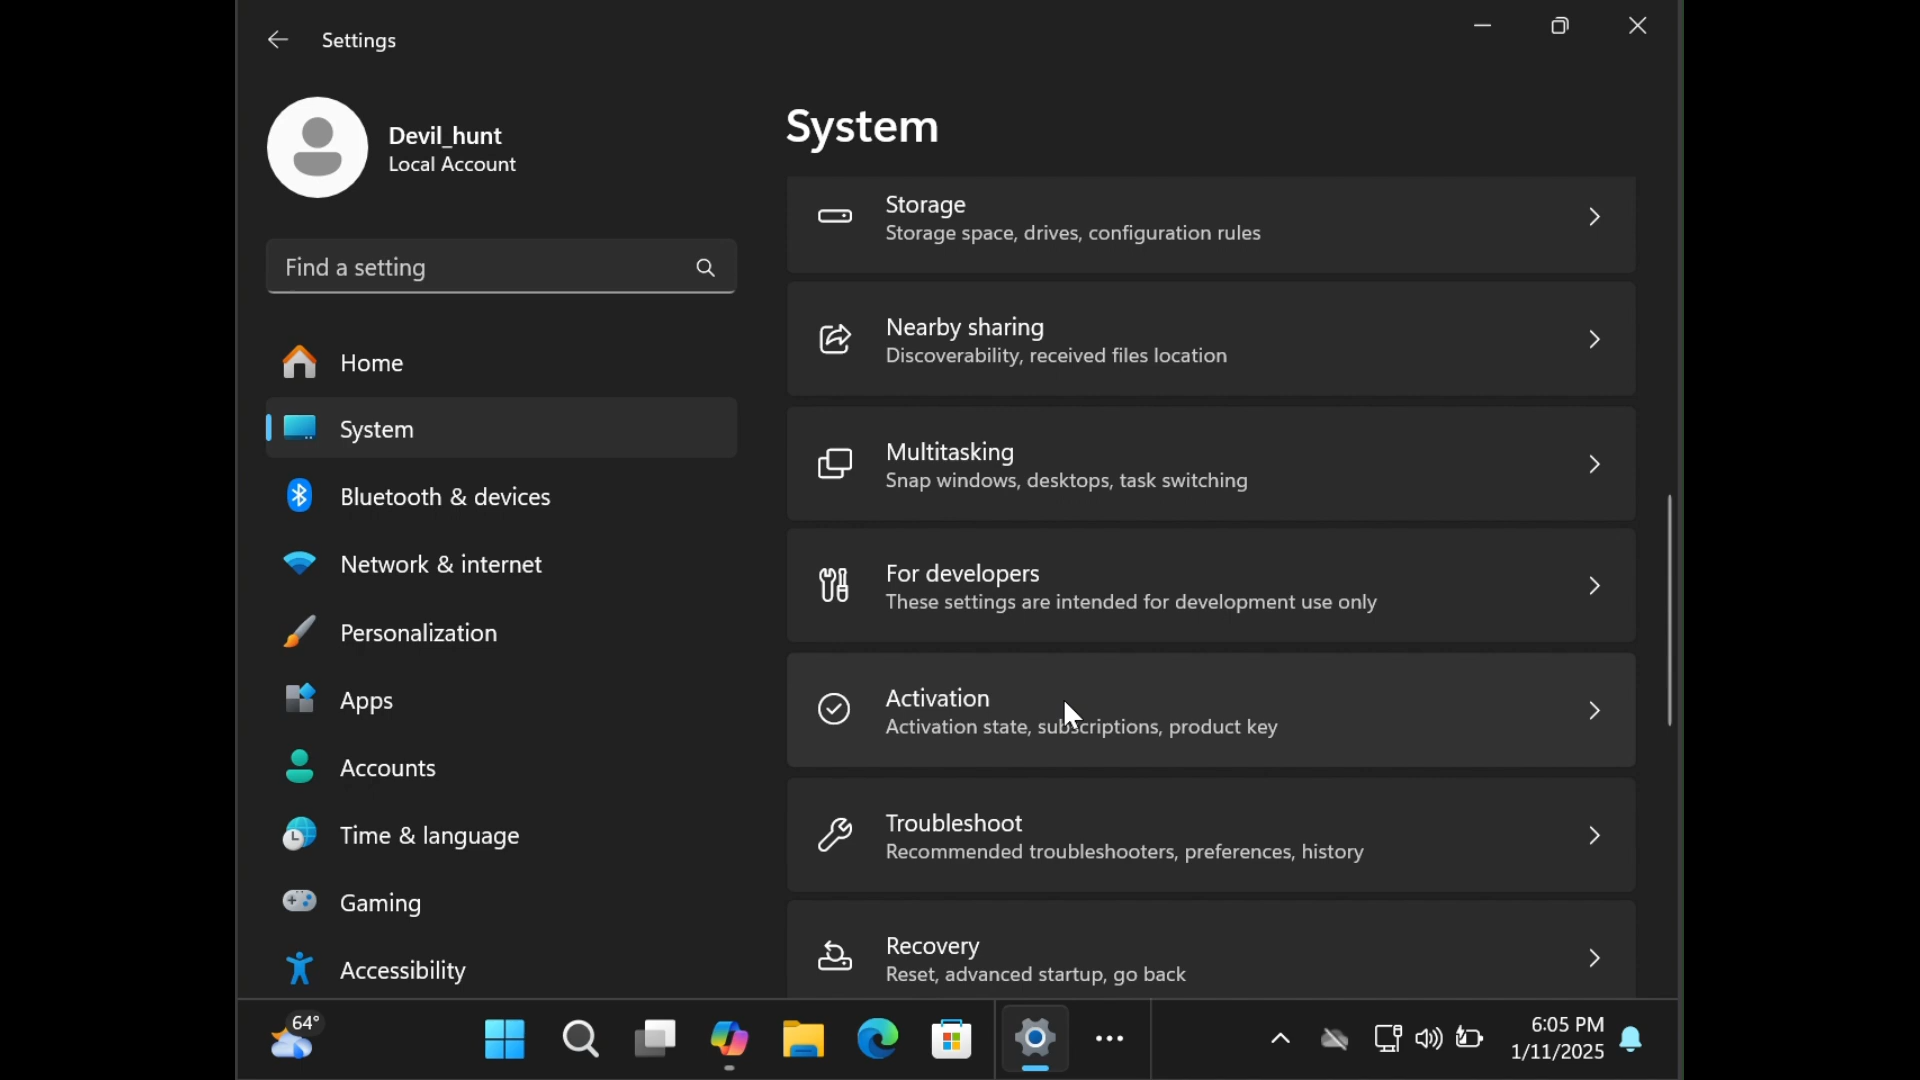 Settings
Devil_hunt
Local Account
Find a setting
Home
System
Bluetooth & devices
Network & internet
Personalization
Apps
Accounts
Time & language
Gaming
Accessibility
System
Storage
Storage space, drives, configuration rules
Nearby sharing
Discoverability, received files location
Multitasking
Snap windows, desktops, task switching
For developers
These settings are intended for development use only
Activation
Activation state, subscriptions, product key
Troubleshoot
Recommended troubleshooters, preferences, history
Recovery
Reset, advanced startup, go back
64°
6:05 PM
1/11/2025